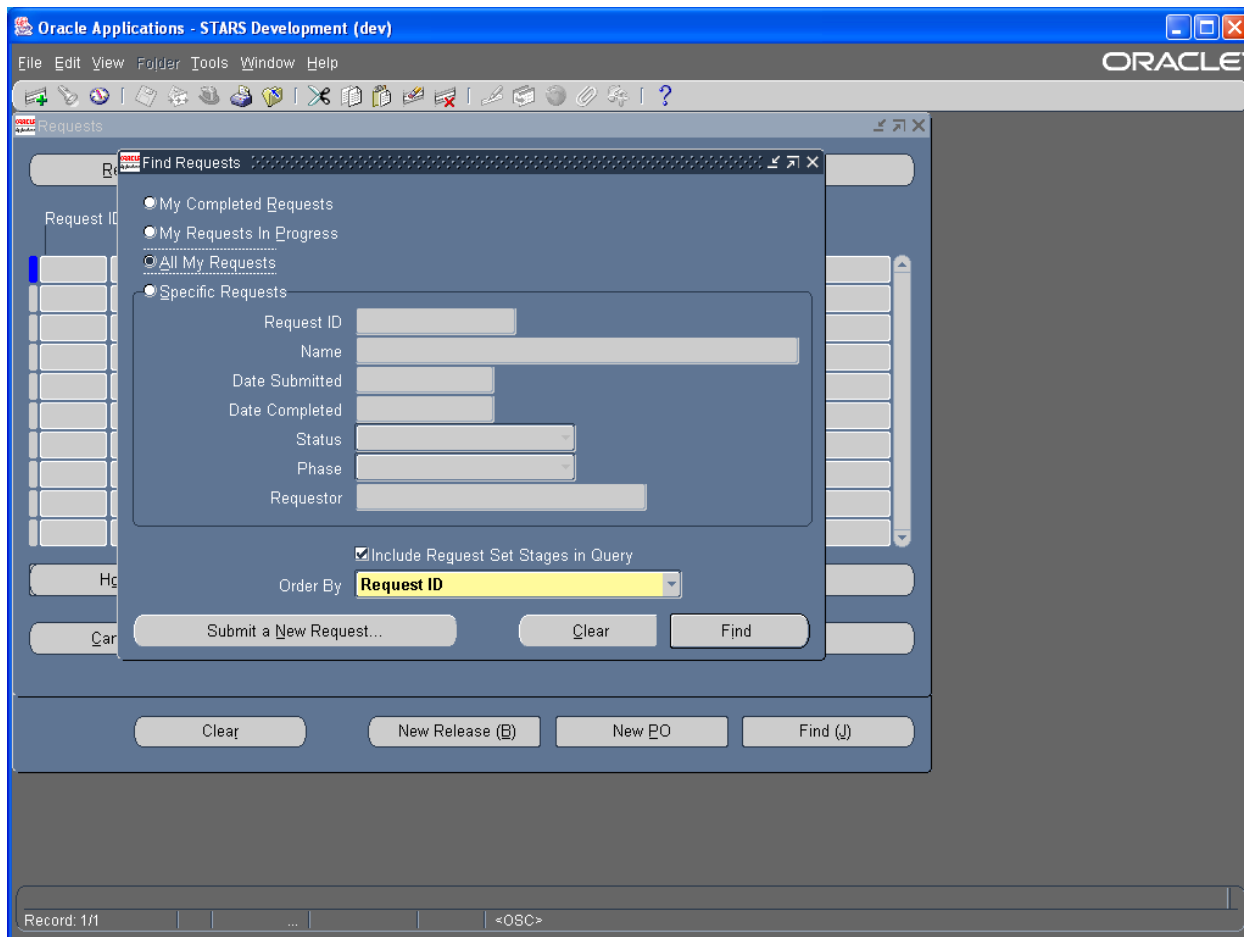 Oracle Applications - STARS Development (dev)
File Edit View Folder Tools Window Help
ORACLE
Requests
Find Requests
Request ID
My Completed Requests
My Requests In Progress
All My Requests
Specific Requests
Request ID
Name
Date Submitted
Date Completed
Status
Phase
Requestor
Include Request Set Stages in Query
Order By Request ID
Submit a New Request... Clear Find
Clear New Release (B) New PO Find (J)
Record: 1/1 ... <OSC>